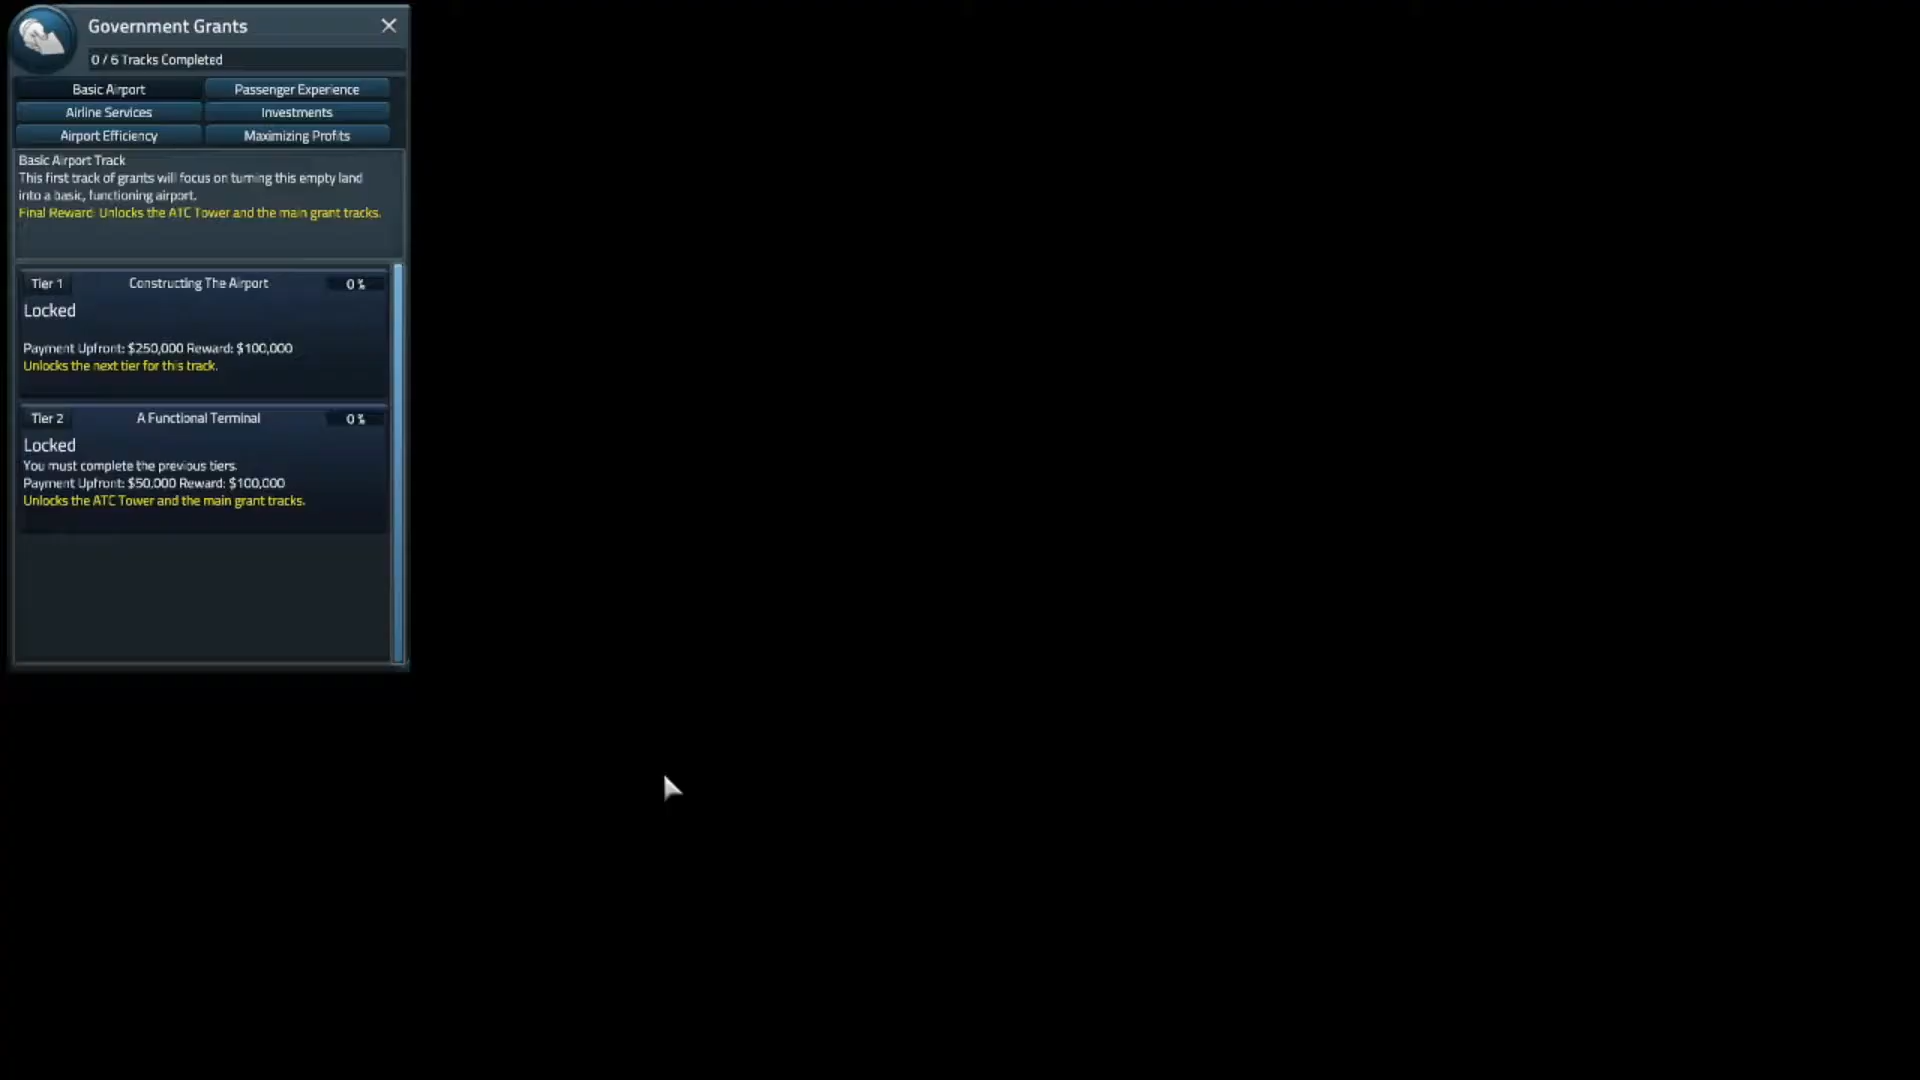 Government Grants
0 / 6 Tracks Completed
Basic Airport
Passenger Experience
Airline Services
Investments
Airport Efficiency
Maximizing Profits
Basic Airport Track
This first track of grants will focus on turning this empty land
into a basic, functioning airport.
Final Reward: Unlocks the ATC Tower and the main grant tracks.
Tier 1 Constructing The Airport 0 %
Locked
Payment Upfront: $250,000 Reward: $100,000
Unlocks the next tier for this track.
Tier 2 A Functional Terminal 0 %
Locked
You must complete the previous tiers.
Payment Upfront: $50,000 Reward: $100,000
Unlocks the ATC Tower and the main grant tracks.